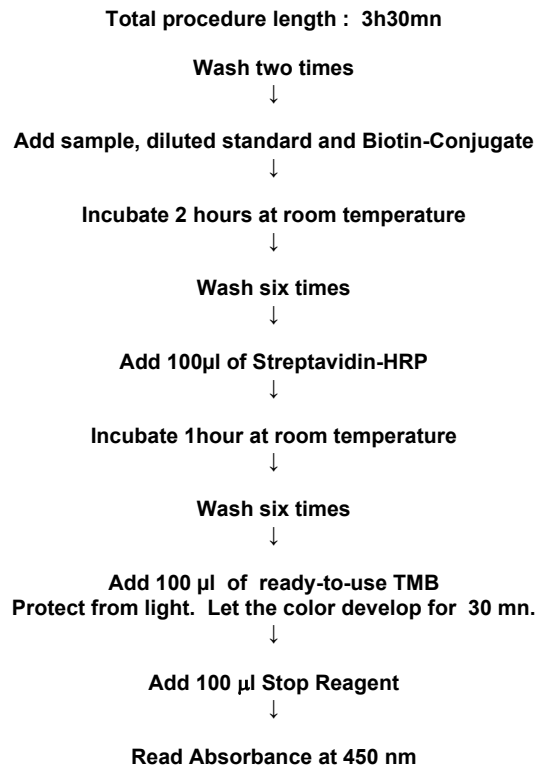 Total procedure length : 3h30mn
Wash two times
↓
Add sample, diluted standard and Biotin-Conjugate
↓
Incubate 2 hours at room temperature
↓
Wash six times
↓
Add 100µl of Streptavidin-HRP
↓
Incubate 1hour at room temperature
↓
Wash six times
↓
Add 100 µl of ready-to-use TMB
Protect from light. Let the color develop for 30 mn.
↓
Add 100 µl Stop Reagent
↓
Read Absorbance at 450 nm